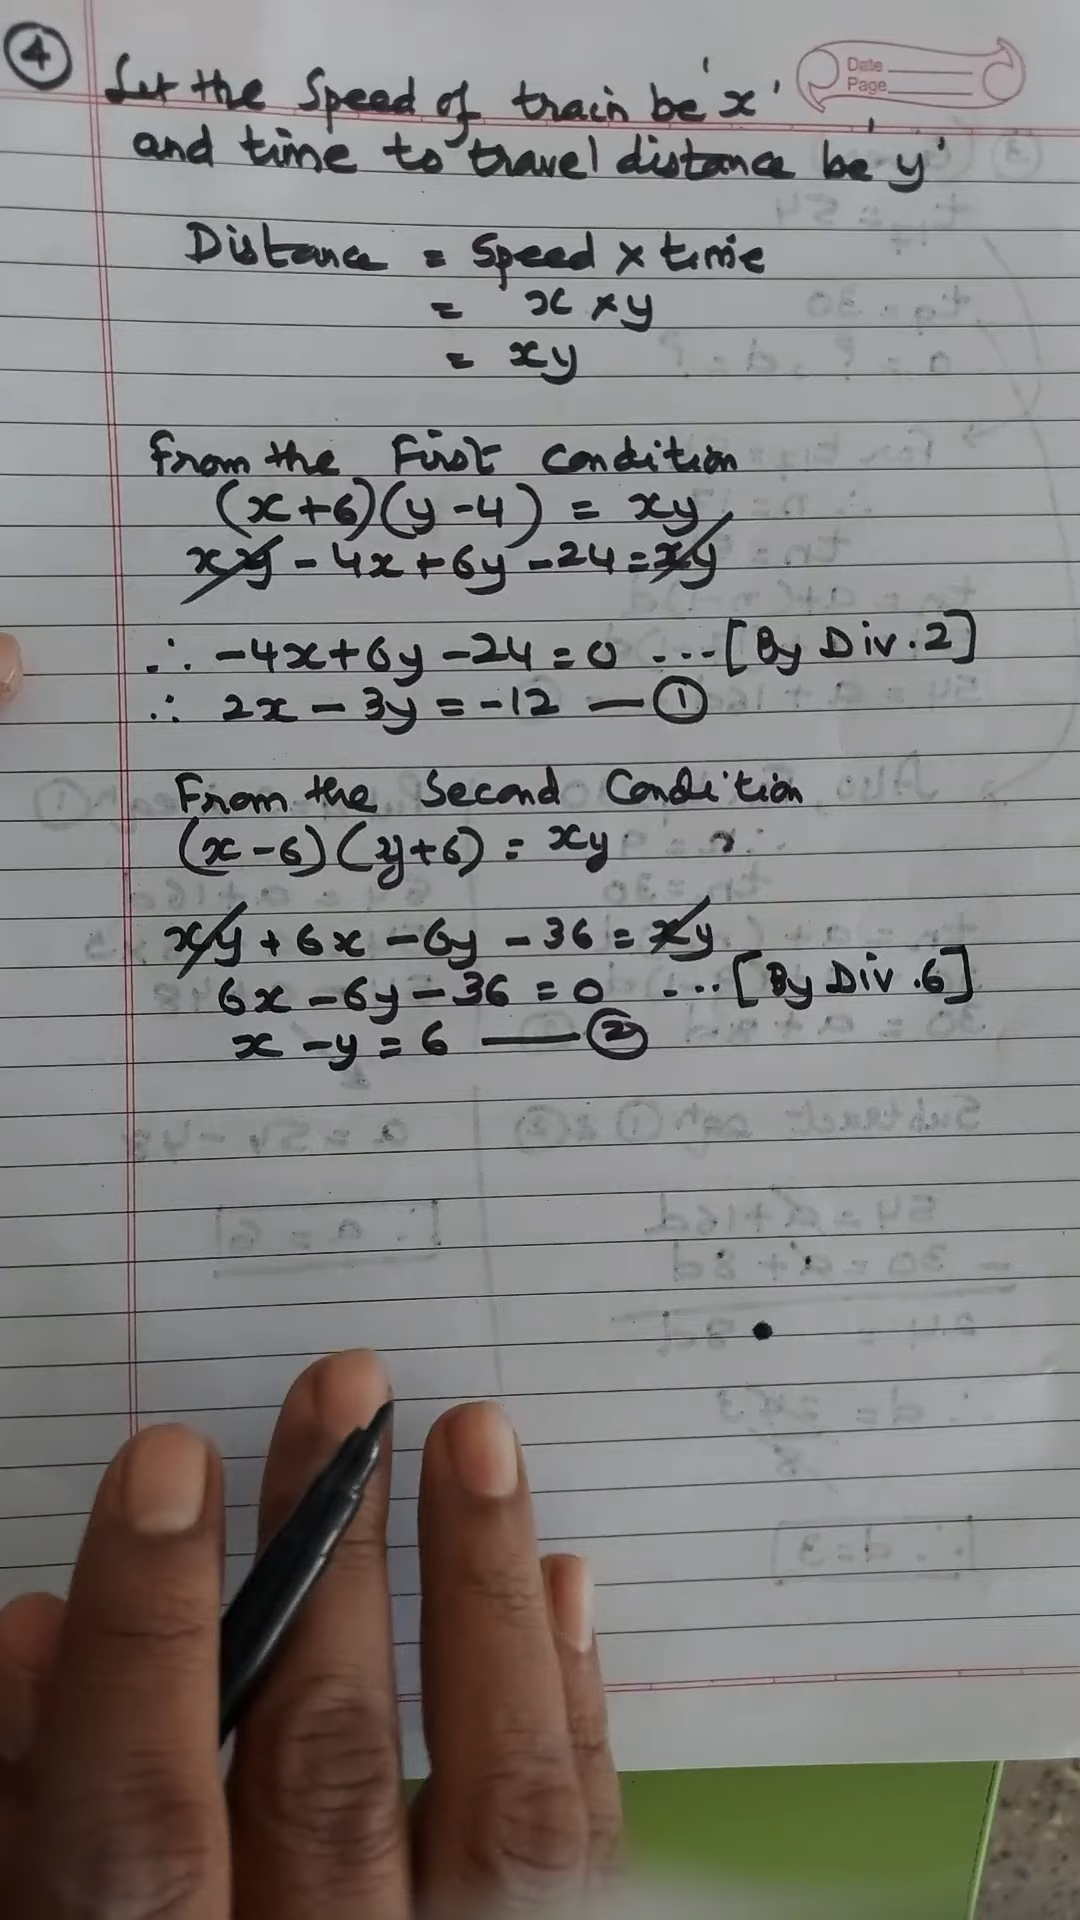 4
Let the Speed of train be 'x'
Date
Page
and time to travel distance be 'y'
Distance = Speed × time
= x × y
= xy
from the First Condition
(x+6)(y-4) = xy
xy - 4x + 6y - 24 = xy
∴ -4x + 6y - 24 = 0 ---[By Div. 2]
∴ 2x - 3y = -12 — ①
From the Second Condition
(x-6)(y+6) = xy
xy + 6x - 6y - 36 = xy
6x - 6y - 36 = 0 ---[By Div. 6]
x - y = 6 — ②